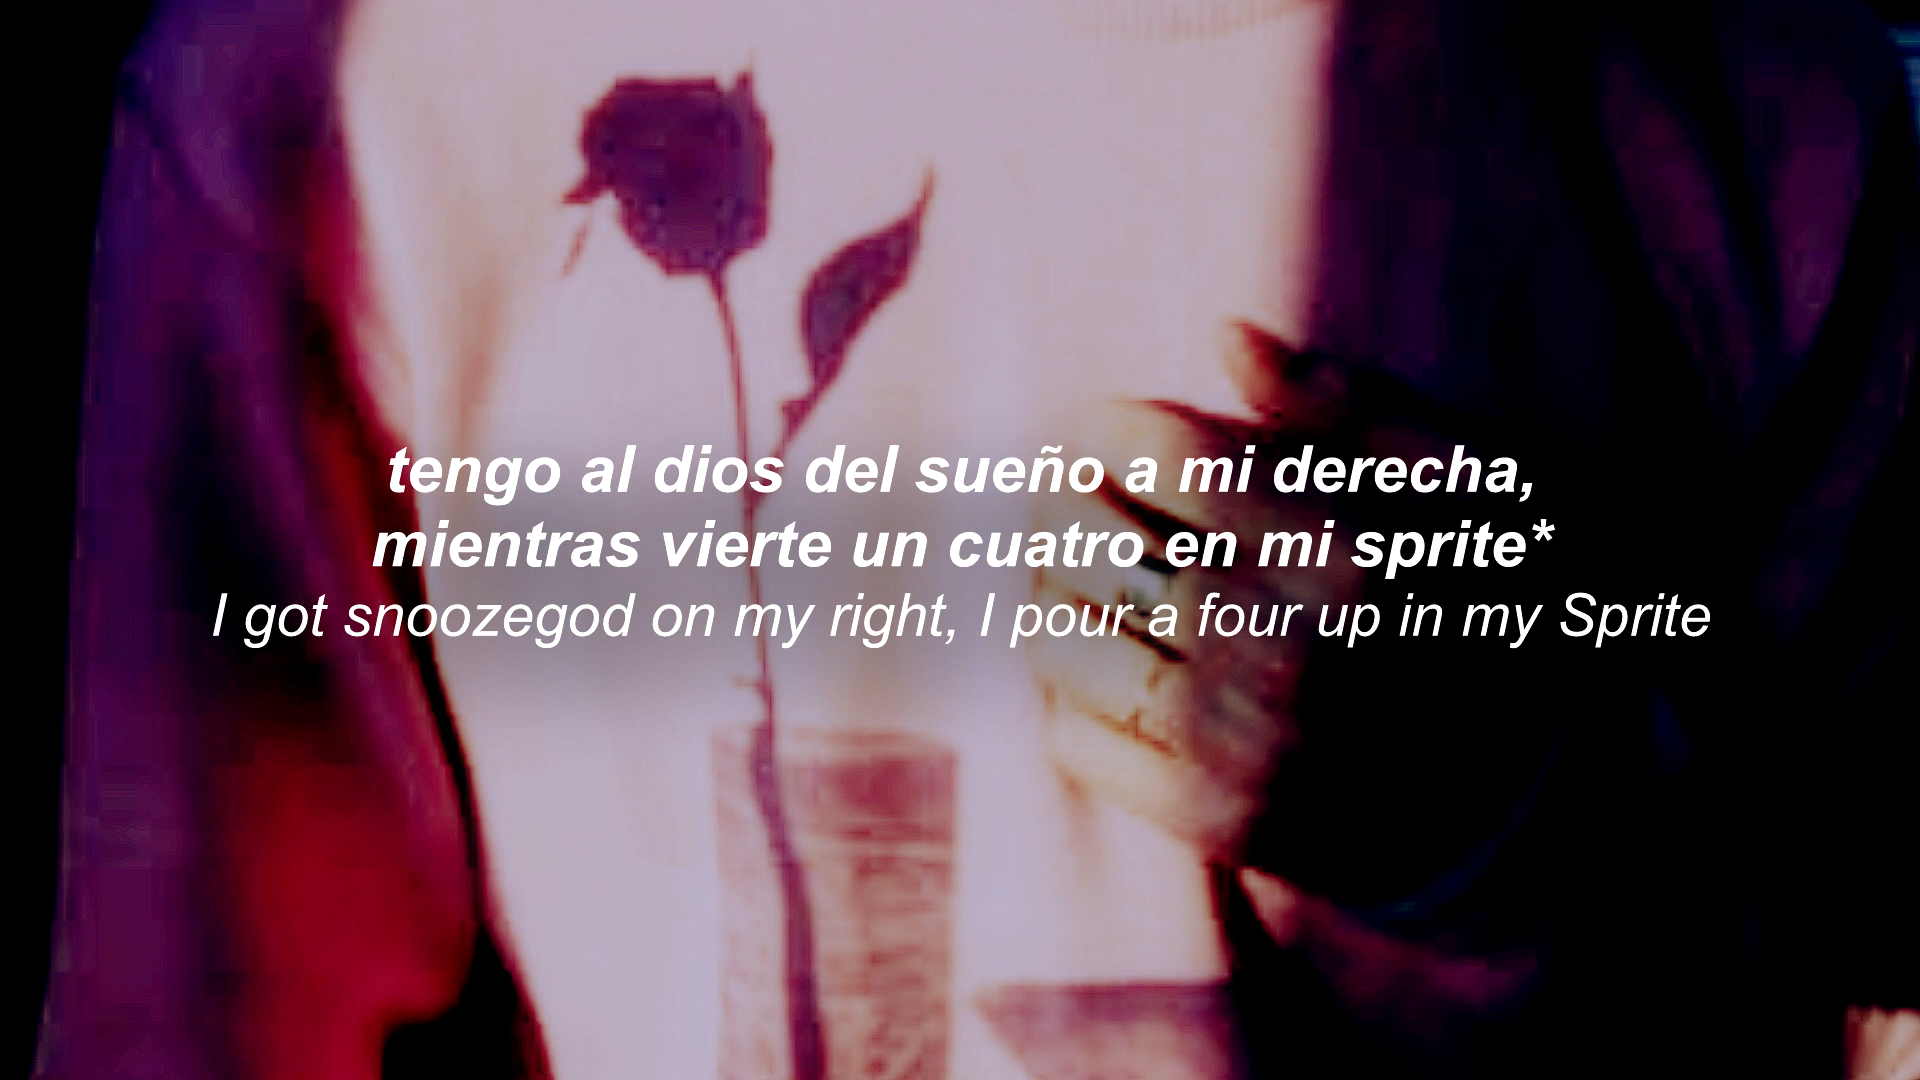 tengo al dios del sueño a mi derecha,
mientras vierte un cuatro en mi sprite*
I got snoozegod on my right, I pour a four up in my Sprite